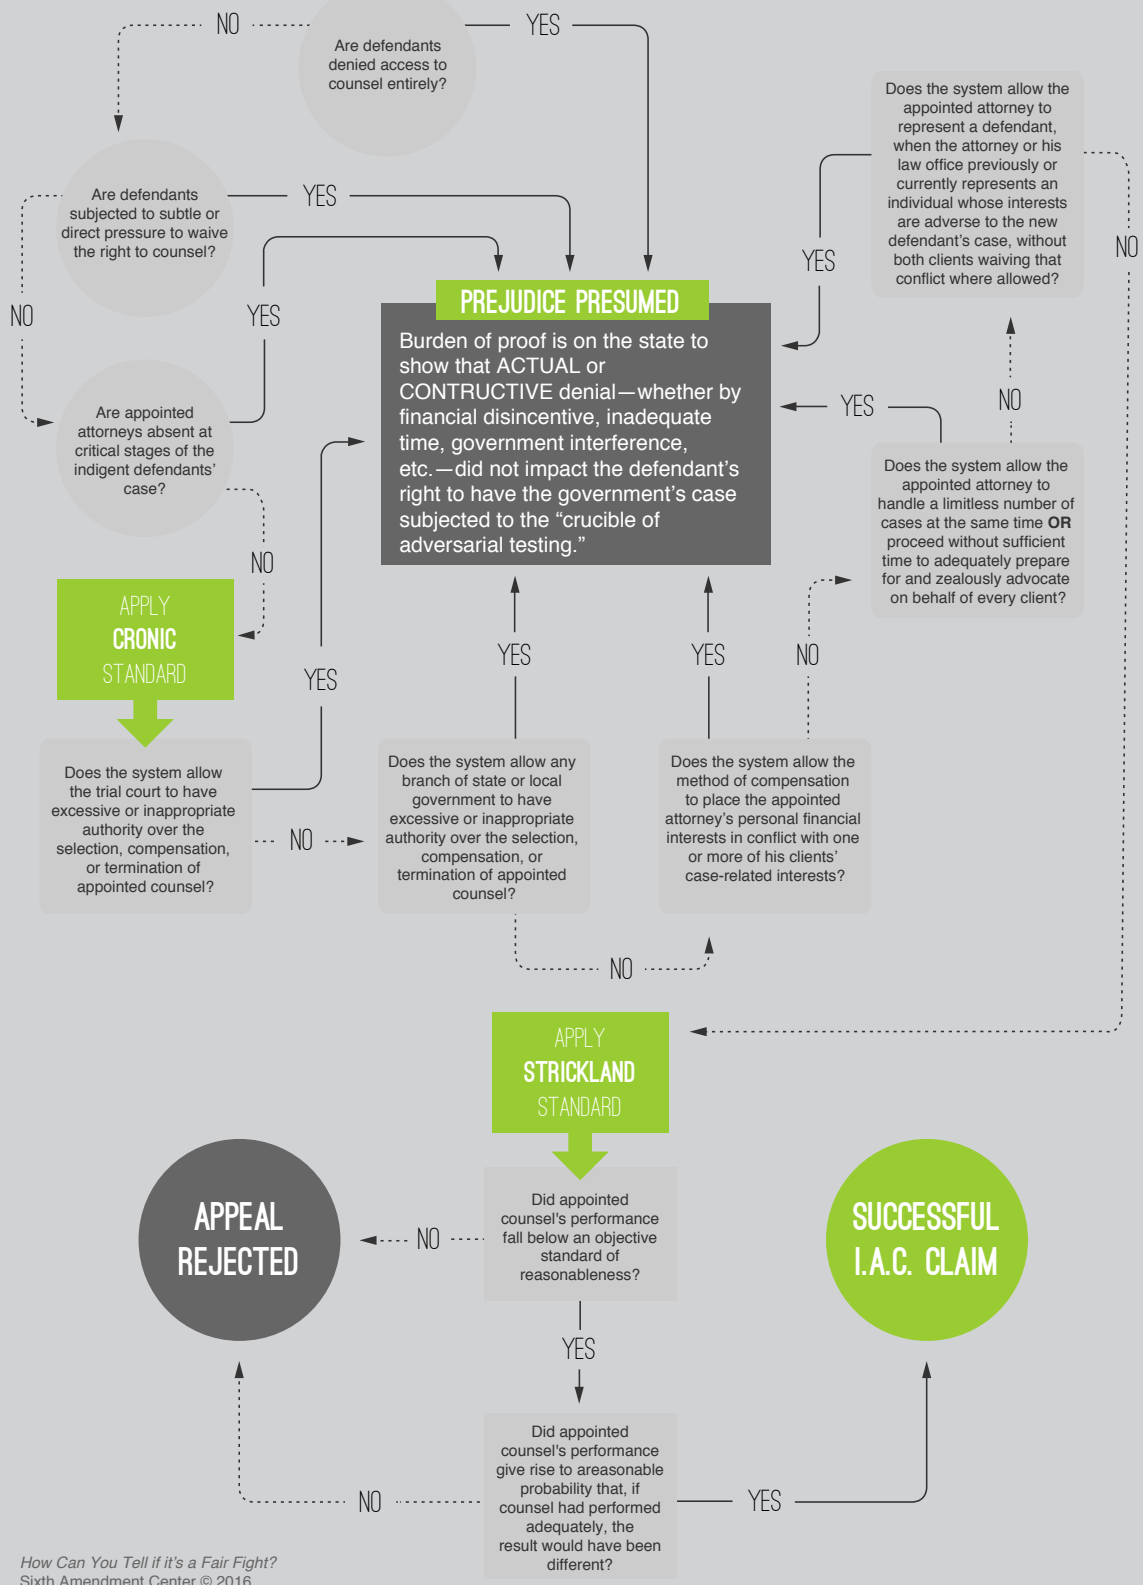 NO
YES
Are defendants
denied access to
counsel entirely?
Does the system allow the
appointed attorney to
represent a defendant,
when the attorney or his
law office previously or
currently represents an
individual whose interests
are adverse to the new
defendant's case, without
both clients waiving that
conflict where allowed?
Are defendants
subjected to subtle or
direct pressure to waive
the right to counsel?
YES
NO
YES
NO
YES
PREJUDICE PRESUMED
Burden of proof is on the state to
show that ACTUAL or
CONTRUCTIVE denial—whether by
financial disincentive, inadequate
time, government interference,
etc.—did not impact the defendant's
right to have the government's case
subjected to the “crucible of
adversarial testing.”
YES
NO
Are appointed
attorneys absent at
critical stages of the
indigent defendants'
case?
Does the system allow the
appointed attorney to
handle a limitless number of
cases at the same time OR
proceed without sufficient
time to adequately prepare
for and zealously advocate
on behalf of every client?
NO
APPLY
CRONIC
STANDARD
YES
YES
YES
NO
Does the system allow
the trial court to have
excessive or inappropriate
authority over the
selection, compensation,
or termination of
appointed counsel?
NO
Does the system allow any
branch of state or local
government to have
excessive or inappropriate
authority over the selection,
compensation, or
termination of appointed
counsel?
Does the system allow the
method of compensation
to place the appointed
attorney's personal financial
interests in conflict with one
or more of his clients'
case-related interests?
NO
APPLY
STRICKLAND
STANDARD
APPEAL
REJECTED
NO
Did appointed
counsel's performance
fall below an objective
standard of
reasonableness?
SUCCESSFUL
I.A.C. CLAIM
YES
Did appointed
counsel's performance
give rise to areasonable
probability that, if
counsel had performed
adequately, the
result would have been
different?
NO
YES
How Can You Tell if it's a Fair Fight?
Sixth Amendment Center © 2016